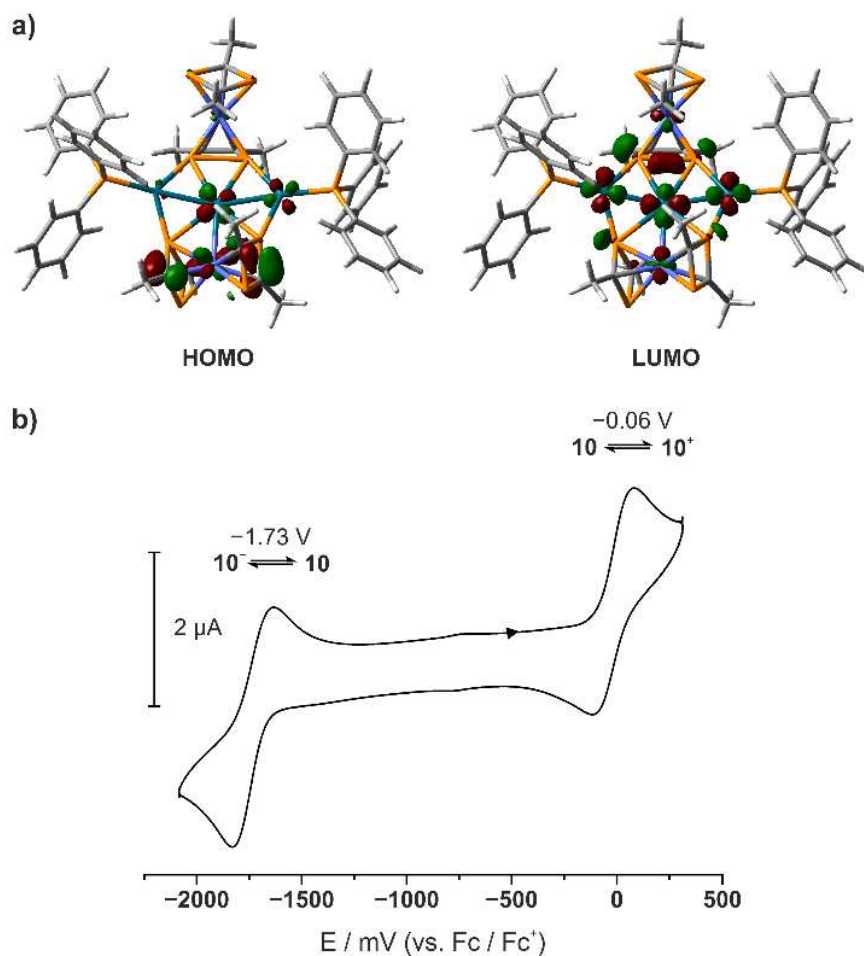 a)
HOMO LUMO
b)
−0.06 V
10 ⇌ 10⁺
−1.73 V
10⁻ ⇌ 10
2 µA
−2000 −1500 −1000 −500 0 500
E / mV (vs. Fc / Fc⁺)